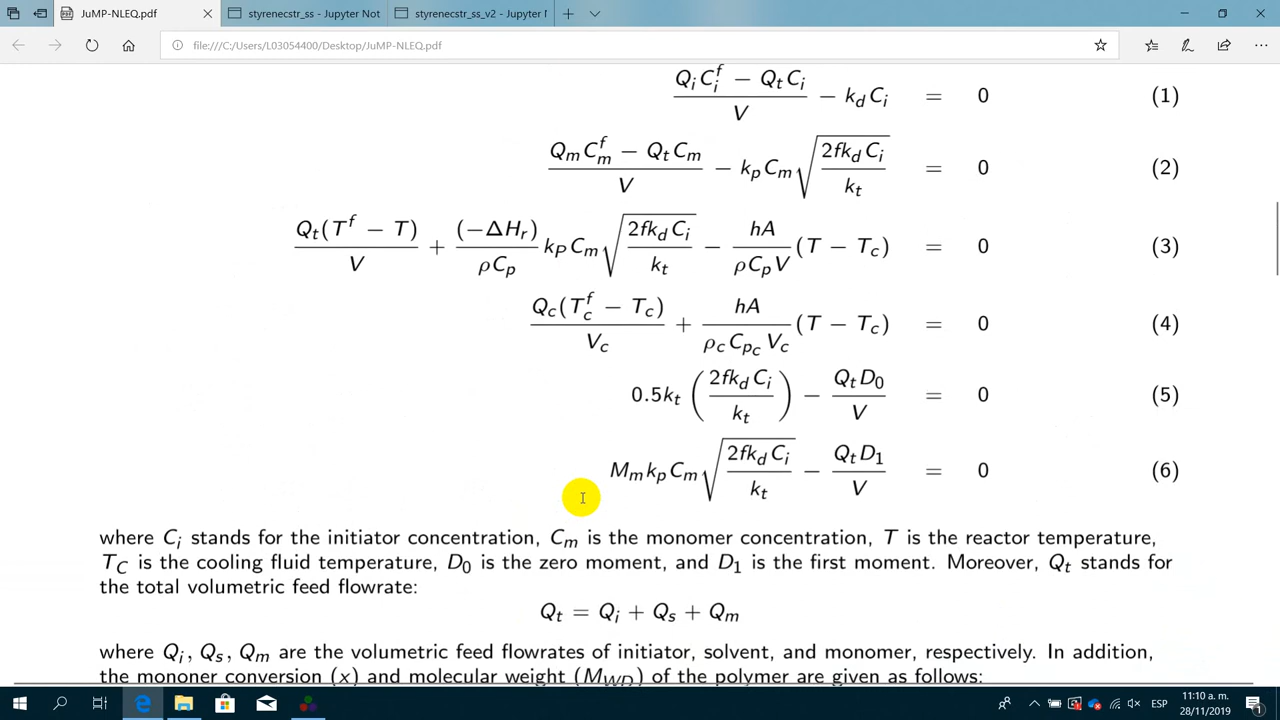 JuMP-NLEQ.pdf
styrenecstr_ss - Jupyter Not
styrenecstr_ss_v2 - Jupyter I
file:///C:/Users/L03054400/Desktop/JuMP-NLEQ.pdf
(Q_i C_i^f − Q_t C_i)/V − k_d C_i = 0 (1)
(Q_m C_m^f − Q_t C_m)/V − k_p C_m √(2fk_d C_i / k_t) = 0 (2)
Q_t(T^f − T)/V + (−ΔH_r)/(ρC_p) k_P C_m √(2fk_d C_i / k_t) − hA/(ρC_p V) (T − T_c) = 0 (3)
Q_c(T_c^f − T_c)/V_c + hA/(ρ_c C_{p_c} V_c) (T − T_c) = 0 (4)
0.5k_t (2fk_d C_i / k_t) − Q_t D_0/V = 0 (5)
M_m k_p C_m √(2fk_d C_i / k_t) − Q_t D_1/V = 0 (6)
where C_i stands for the initiator concentration, C_m is the monomer concentration, T is the reactor temperature,
T_C is the cooling fluid temperature, D_0 is the zero moment, and D_1 is the first moment. Moreover, Q_t stands for
the total volumetric feed flowrate:
Q_t = Q_i + Q_s + Q_m
where Q_i, Q_s, Q_m are the volumetric feed flowrates of initiator, solvent, and monomer, respectively. In addition,
the mononer conversion (x) and molecular weight (M_WD) of the polymer are given as follows:
ESP
11:10 a. m.
28/11/2019
1